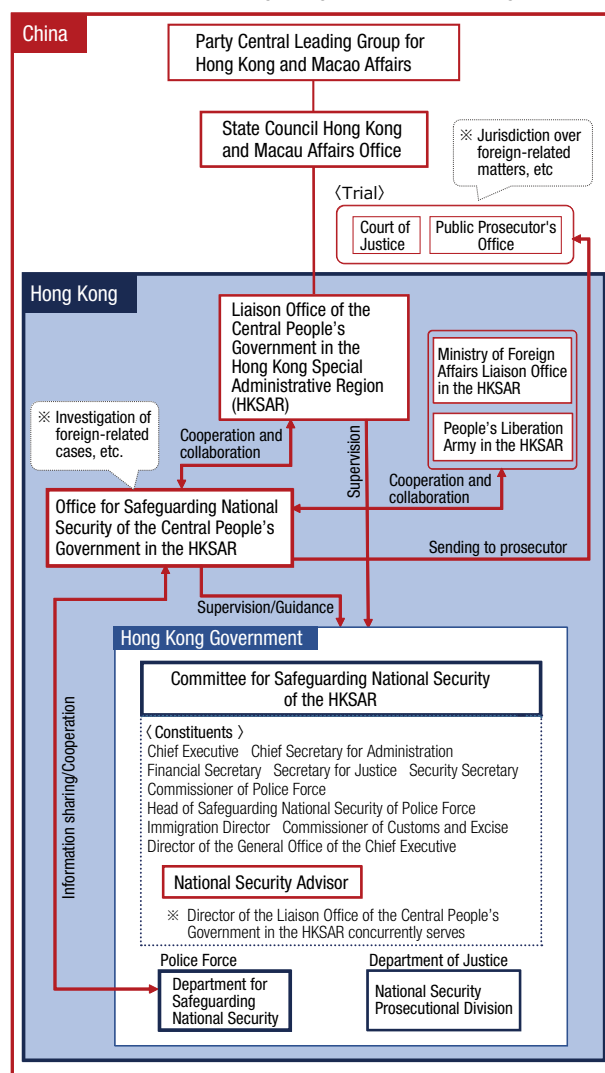 China
Party Central Leading Group for
Hong Kong and Macao Affairs
State Council Hong Kong
and Macau Affairs Office
※ Jurisdiction over
foreign-related
matters, etc
〈Trial〉
Court of
Justice
Public Prosecutor's
Office
Hong Kong
Liaison Office of the
Central People's
Government in the
Hong Kong Special
Administrative Region
(HKSAR)
Ministry of Foreign
Affairs Liaison Office
in the HKSAR
People's Liberation
Army in the HKSAR
※ Investigation of
foreign-related
cases, etc.
Cooperation and
collaboration
Supervision
Cooperation and
collaboration
Office for Safeguarding National
Security of the Central People's
Government in the HKSAR
Sending to prosecutor
Supervision/Guidance
Information sharing/Cooperation
Hong Kong Government
Committee for Safeguarding National Security
of the HKSAR
〈 Constituents 〉
Chief Executive Chief Secretary for Administration
Financial Secretary Secretary for Justice Security Secretary
Commissioner of Police Force
Head of Safeguarding National Security of Police Force
Immigration Director Commissioner of Customs and Excise
Director of the General Office of the Chief Executive
National Security Advisor
※ Director of the Liaison Office of the Central People's
Government in the HKSAR concurrently serves
Police Force
Department for
Safeguarding
National Security
Department of Justice
National Security
Prosecutional Division